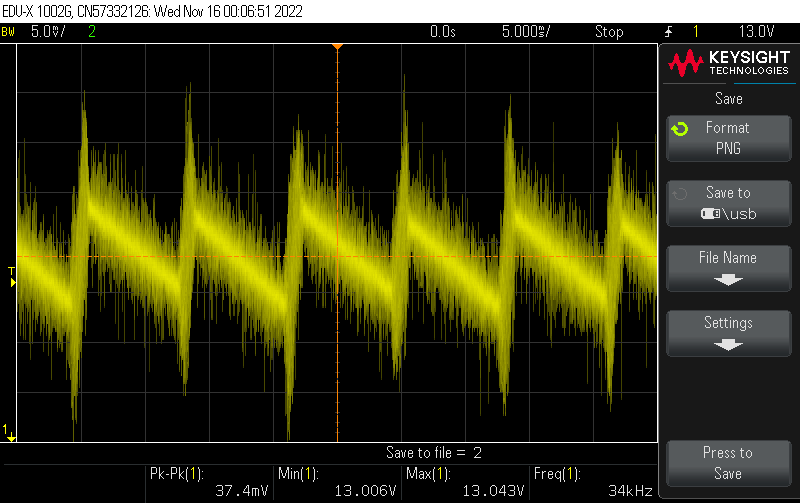 EDU-X 1002G, CN57332126: Wed Nov 16 00:06:51 2022
BW 5.0♈/ 2 0.0s 5.000♏/ Stop 1 13.0V
KEYSIGHT
TECHNOLOGIES
Save
Format
PNG
Save to
\usb
File Name
Settings
T
1
Save to file = 2
Pk-Pk(1): Min(1): Max(1): Freq(1):
37.4mV 13.006V 13.043V 34kHz
Press to
Save